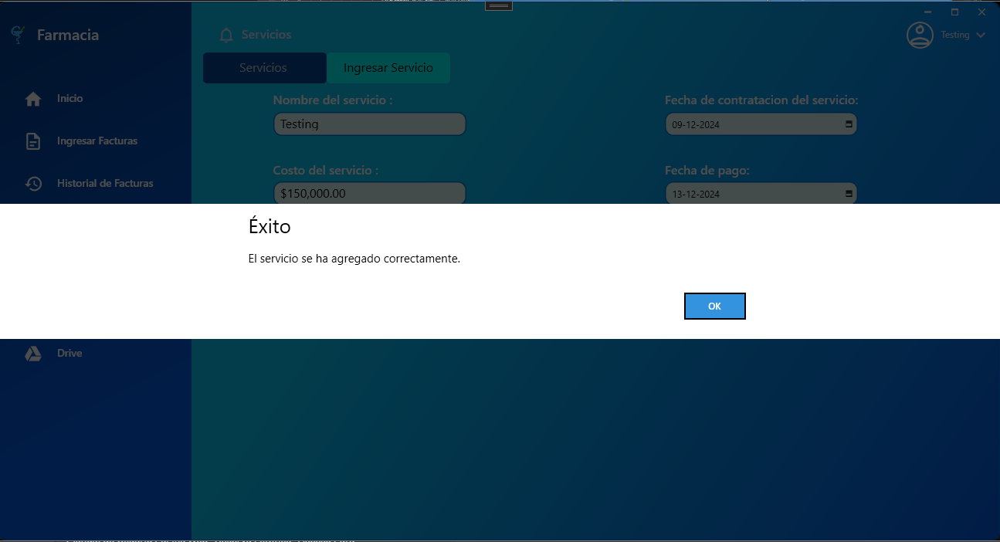 Farmacia
Servicios
Testing
Servicios
Ingresar Servicio
Inicio
Ingresar Facturas
Historial de Facturas
Nombre del servicio :
Testing
Fecha de contratacion del servicio:
09-12-2024
Costo del servicio :
$150,000.00
Fecha de pago:
13-12-2024
Éxito
El servicio se ha agregado correctamente.
OK
Drive